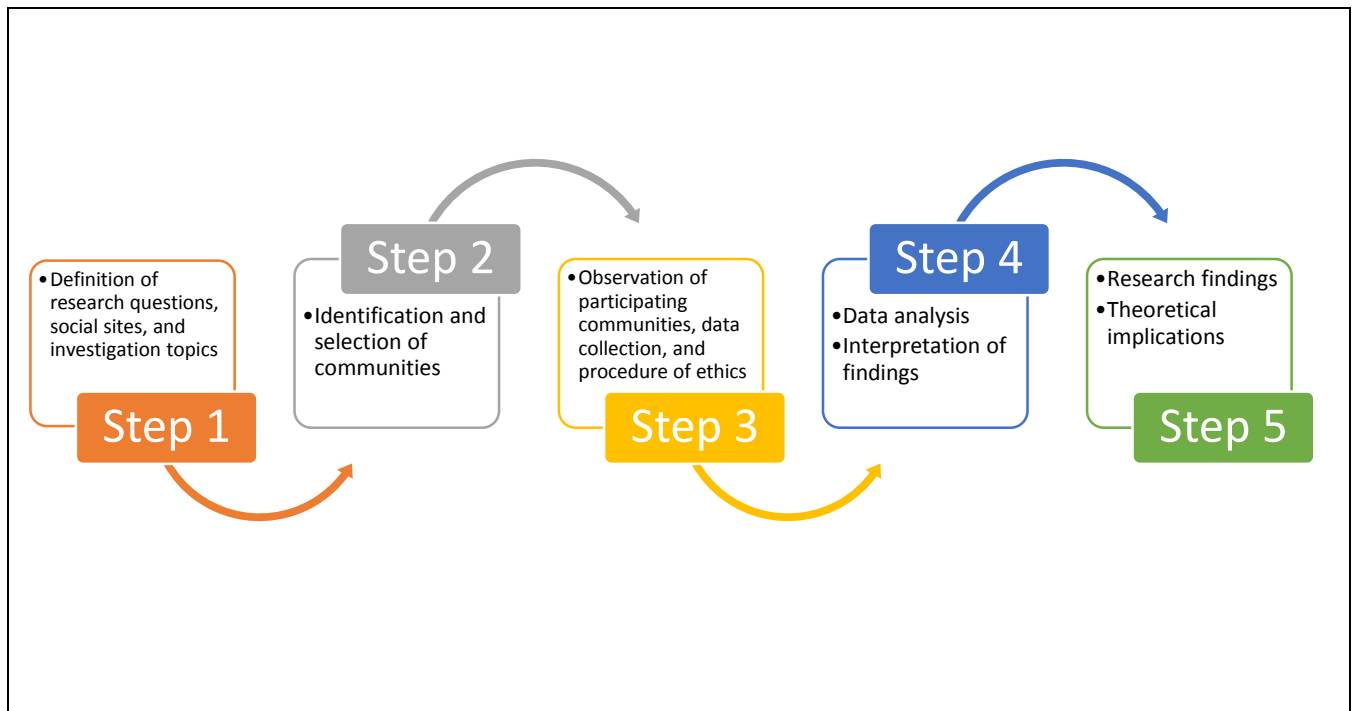 •Definition of
research questions,
social sites, and
investigation topics
Step 1
Step 2
•Identification and
selection of
communities
•Observation of
participating
communities, data
collection, and
procedure of ethics
Step 3
Step 4
•Data analysis
•Interpretation of
findings
•Research findings
•Theoretical
implications
Step 5